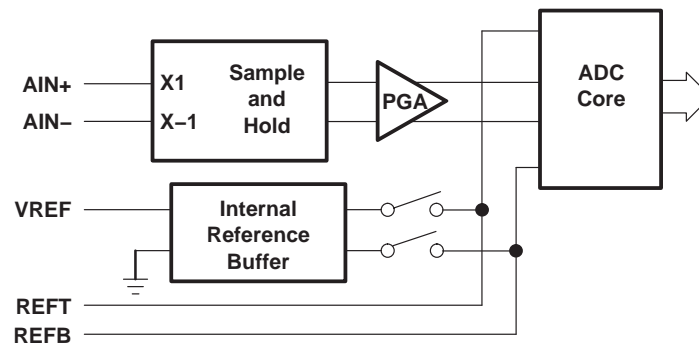 AIN+
AIN−
X1
X−1
Sample
and
Hold
PGA
ADC
Core
VREF
Internal
Reference
Buffer
REFT
REFB